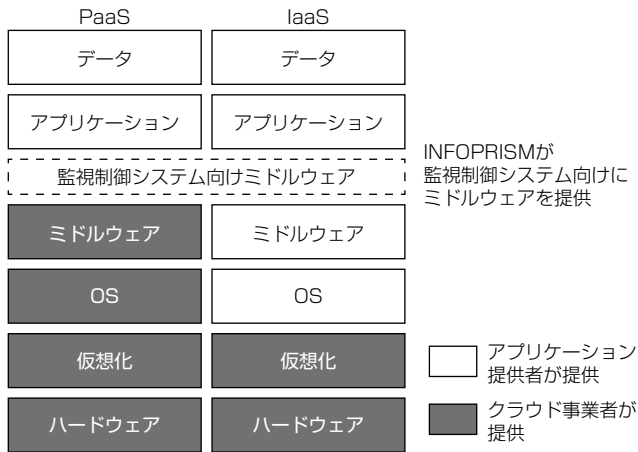 PaaS
IaaS
データ
データ
アプリケーション
アプリケーション
監視制御システム向けミドルウェア
INFOPRISMが
監視制御システム向けに
ミドルウェアを提供
ミドルウェア
ミドルウェア
OS
OS
仮想化
仮想化
ハードウェア
ハードウェア
アプリケーション
提供者が提供
クラウド事業者が
提供